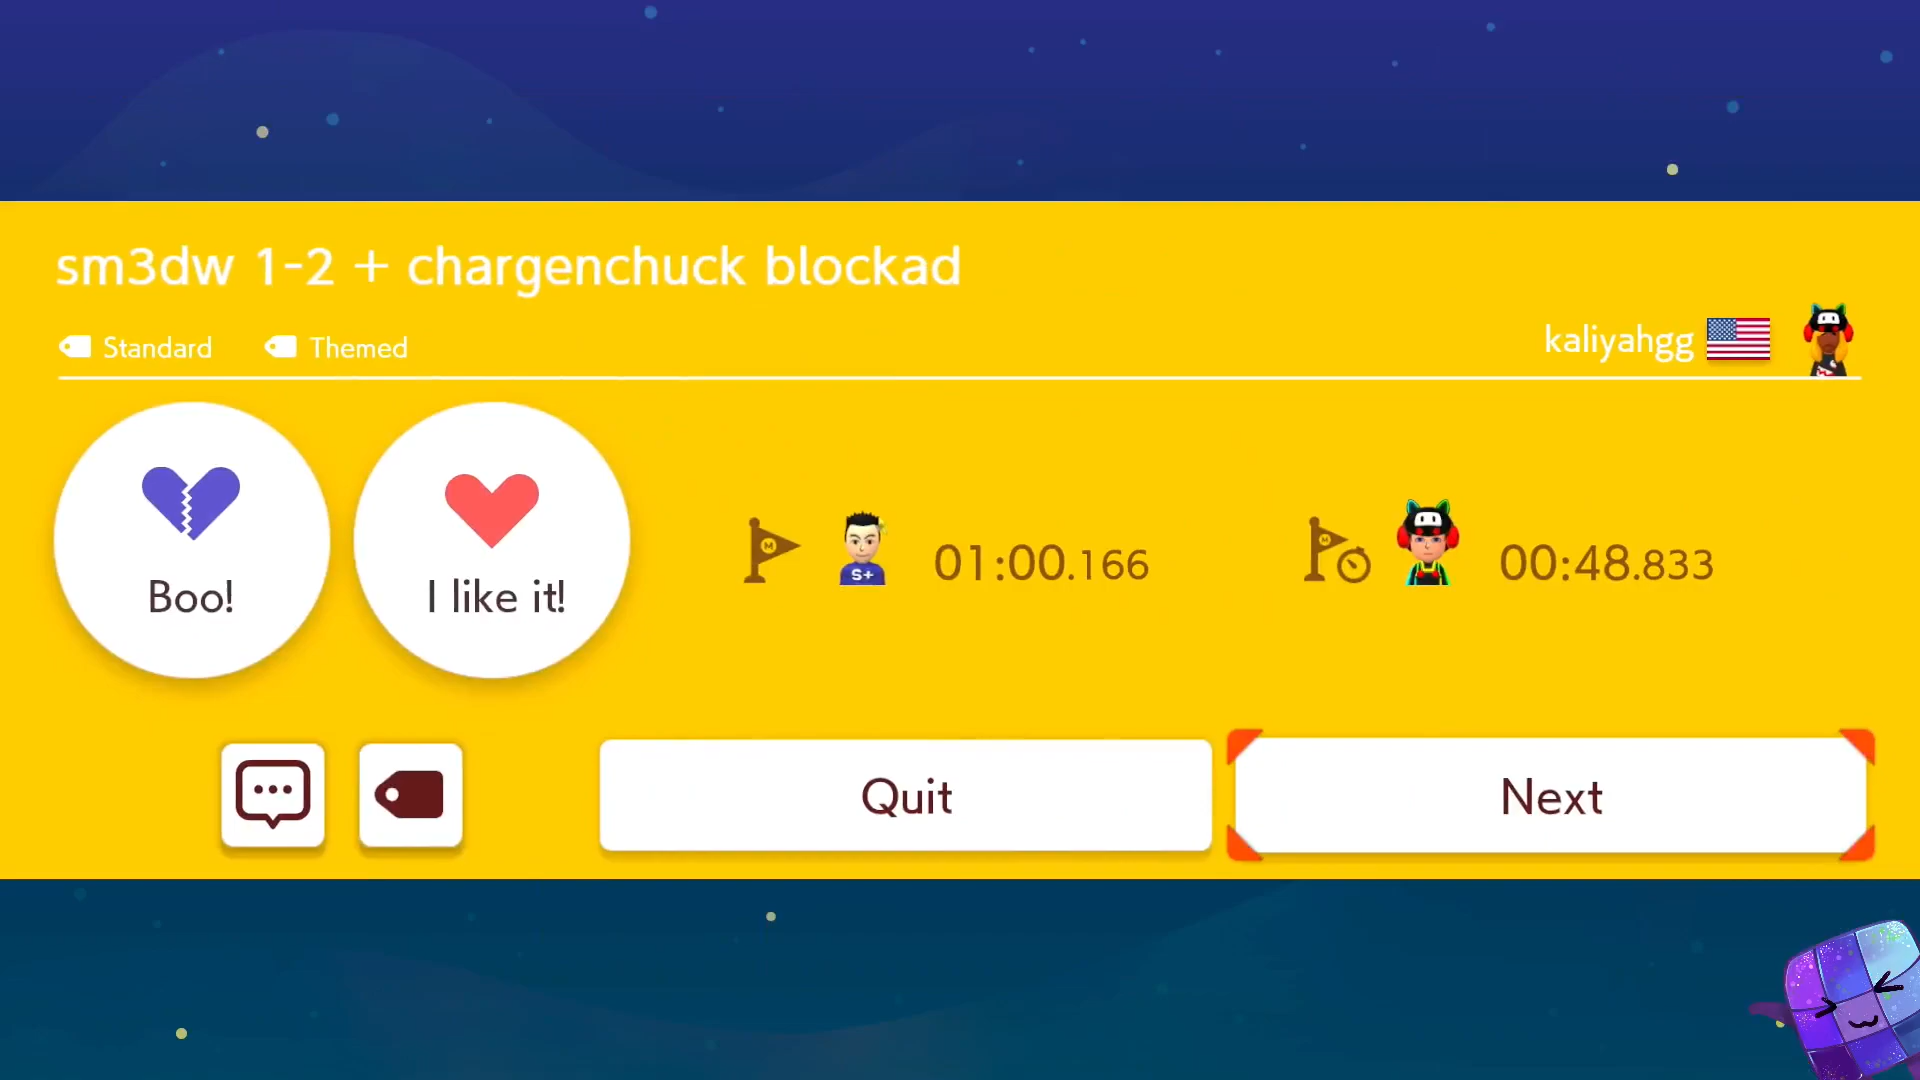 sm3dw 1-2 + chargenchuck blockad
Standard Themed
kaliyahgg
Boo!
I like it!
M
S+
01:00.166
M
00:48.833
Quit
Next